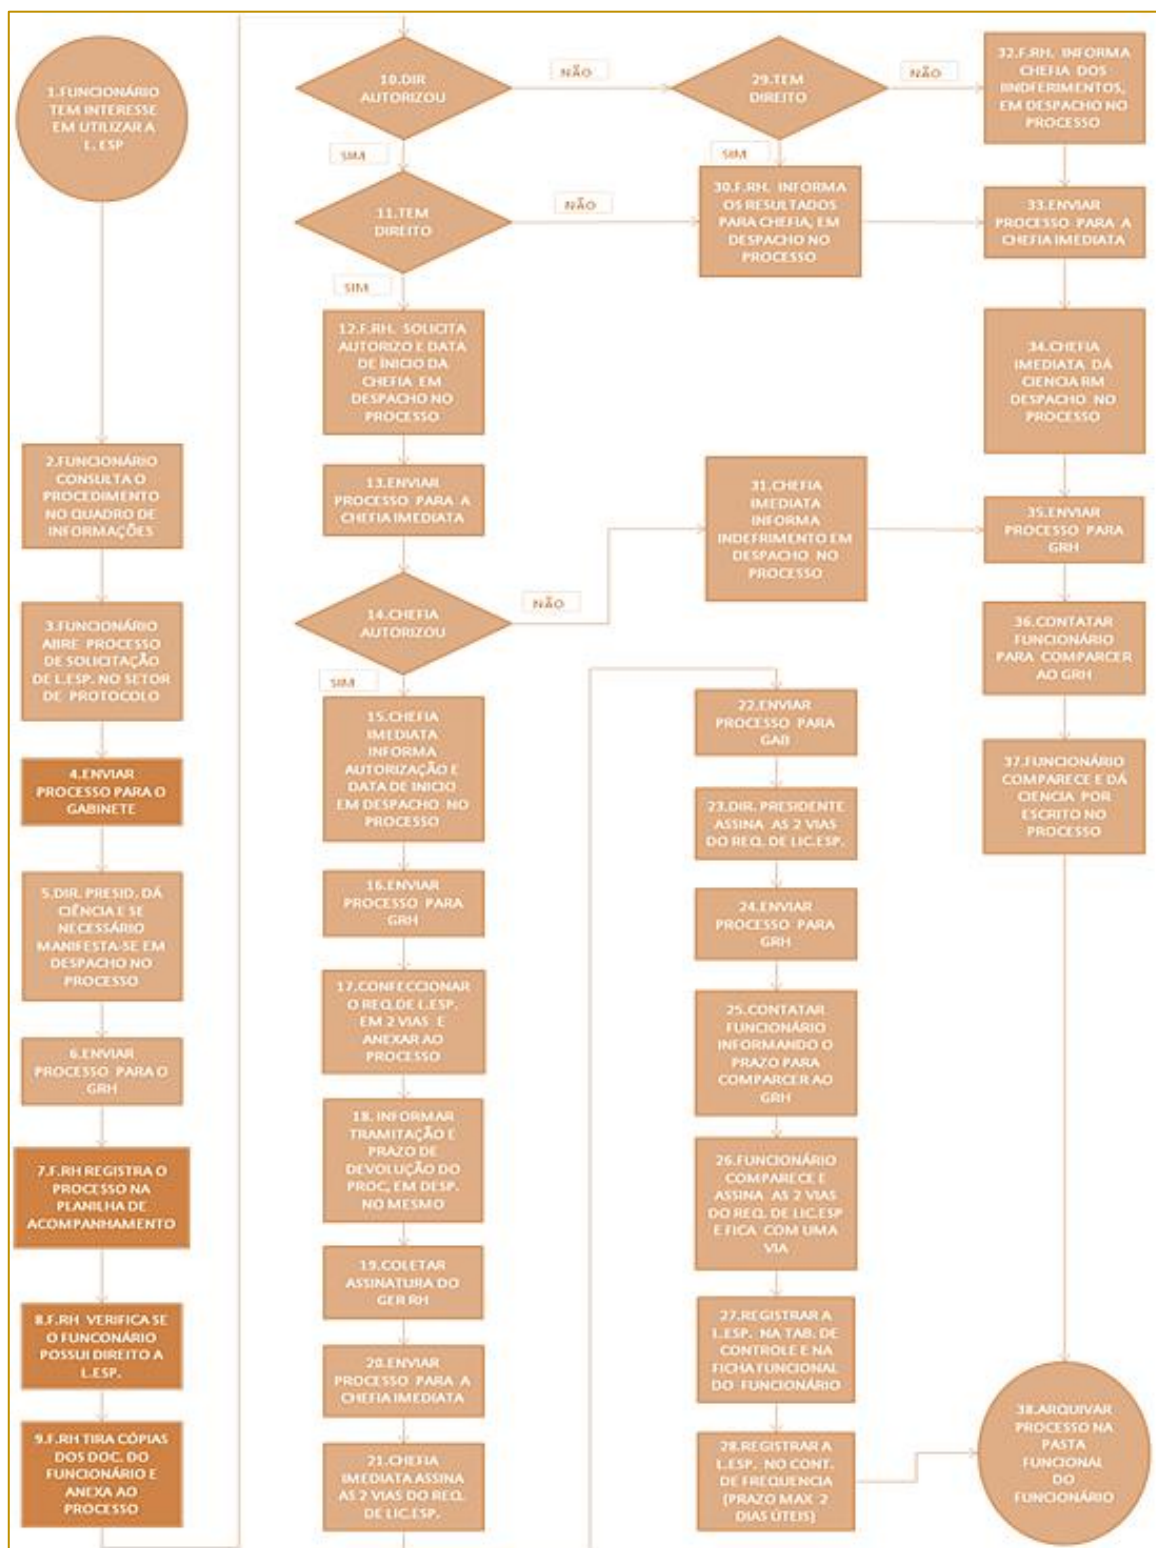 1.FUNCIONÁRIO
TEM INTERESSE
EM UTILIZAR A
L. ESP
2.FUNCIONÁRIO
CONSULTA O
PROCEDIMENTO
NO QUADRO DE
INFORMAÇÕES
3.FUNCIONÁRIO
ABRE PROCESSO
DE SOLICITAÇÃO
DE L.ESP. NO SETOR
DE PROTOCOLO
4.ENVIAR
PROCESSO PARA O
GABINETE
5.DIR. PRESID. DÁ
CIÊNCIA E SE
NECESSÁRIO
MANIFESTA-SE EM
DESPACHO NO
PROCESSO
6.ENVIAR
PROCESSO PARA O
GRH
7.F.RH REGISTRA O
PROCESSO NA
PLANILHA DE
ACOMPANHAMENTO
8.F.RH VERIFICA SE
O FUNCONÁRIO
POSSUI DIREITO A
L.ESP.
9.F.RH TIRA CÓPIAS
DOS DOC. DO
FUNCIONÁRIO E
ANEXA AO
PROCESSO
10.DIR
AUTORIZOU
NÃO
SIM
11.TEM
DIREITO
NÃO
SIM
12.F.RH. SOLICITA
AUTORIZO E DATA
DE INICIO DA
CHEFIA EM
DESPACHO NO
PROCESSO
13.ENVIAR
PROCESSO PARA A
CHEFIA IMEDIATA
14.CHEFIA
AUTORIZOU
NÃO
SIM
15.CHEFIA
IMEDIATA
INFORMA
AUTORIZAÇÃO E
DATA DE INICIO
EM DESPACHO NO
PROCESSO
16.ENVIAR
PROCESSO PARA
GRH
17.CONFECCIONAR
O REQ.DE L.ESP.
EM 2 VIAS E
ANEXAR AO
PROCESSO
18. INFORMAR
TRAMITAÇÃO E
PRAZO DE
DEVOLUÇÃO DO
PROC, EM DESP.
NO MESMO
19.COLETAR
ASSINATURA DO
GER RH
20.ENVIAR
PROCESSO PARA A
CHEFIA IMEDIATA
21.CHEFIA
IMEDIATA ASSINA
AS 2 VIAS DO REQ.
DE LIC.ESP.
29.TEM
DIREITO
NÃO
SIM
30.F.RH. INFORMA
OS RESULTADOS
PARA CHEFIA, EM
DESPACHO NO
PROCESSO
31.CHEFIA
IMEDIATA
INFORMA
INDEFRIMENTO EM
DESPACHO NO
PROCESSO
22.ENVIAR
PROCESSO PARA
GAB
23.DIR. PRESIDENTE
ASSINA AS 2 VIAS
DO REQ. DE LIC.ESP.
24.ENVIAR
PROCESSO PARA
GRH
25.CONTATAR
FUNCIONÁRIO
INFORMANDO O
PRAZO PARA
COMPARCER AO
GRH
26.FUNCIONÁRIO
COMPARECE E
ASSINA AS 2 VIAS
DO REQ. DE LIC.ESP
E FICA COM UMA
VIA
27.REGISTRAR A
L.ESP. NA TAB. DE
CONTROLE E NA
FICHA FUNCIONAL
DO FUNCIONÁRIO
28.REGISTRAR A
L.ESP. NO CONT.
DE FREQUENCIA
(PRAZO MAX 2
DIAS ÚTEIS)
32.F.RH. INFORMA
CHEFIA DOS
IINDFERIMENTOS,
EM DESPACHO NO
PROCESSO
33.ENVIAR
PROCESSO PARA A
CHEFIA IMEDIATA
34.CHEFIA
IMEDIATA DÁ
CIENCIA RM
DESPACHO NO
PROCESSO
35.ENVIAR
PROCESSO PARA
GRH
36.CONTATAR
FUNCIONÁRIO
PARA COMPARCER
AO GRH
37.FUNCIONÁRIO
COMPARECE E DÁ
CIENCIA POR
ESCRITO NO
PROCESSO
38.ARQUIVAR
PROCESSO NA
PASTA
FUNCIONAL
DO
FUNCIONÁRIO